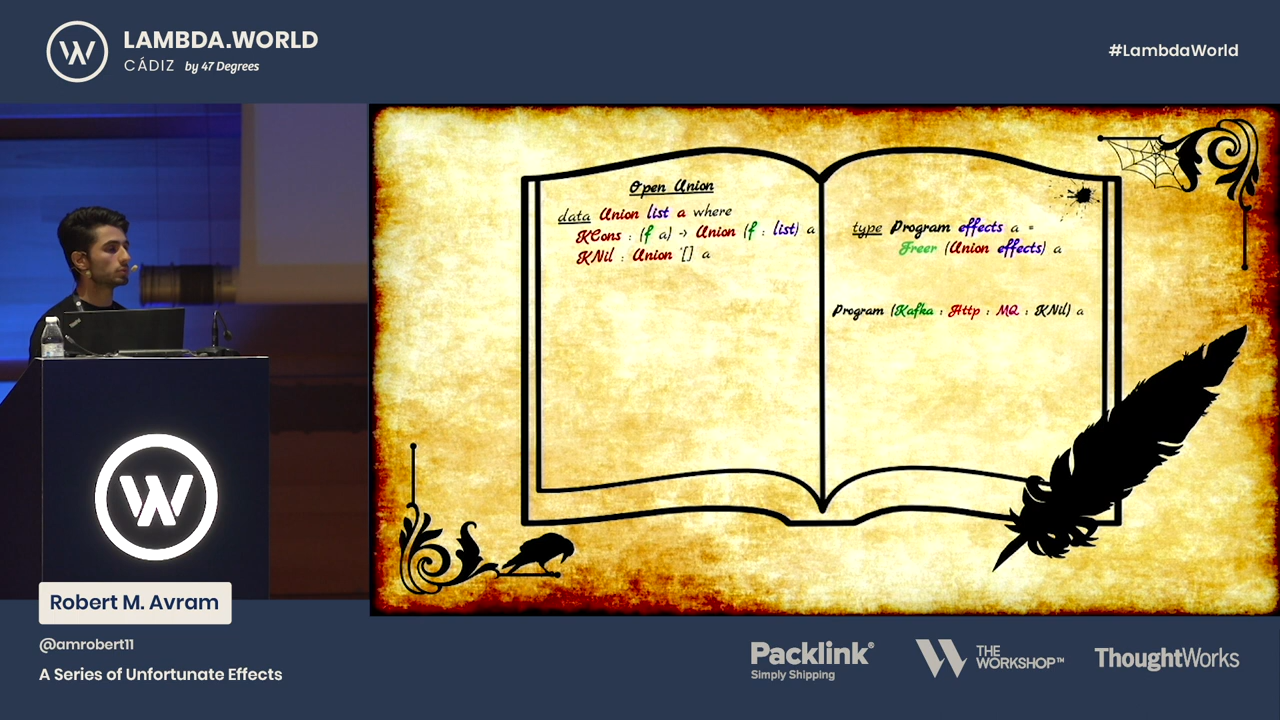 LAMBDA.WORLD
CÁDIZ by 47 Degrees
#LambdaWorld
Open Union
data Union list a where
KCons : (f a) -> Union (f : list) a
KNil : Union '[] a
type Program effects a =
Freer (Union effects) a
Program (Kafka : Http : MQ : KNil) a
W
Robert M. Avram
@amrobert11
A Series of Unfortunate Effects
Packlink®
Simply Shipping
THE
WORKSHOP™
ThoughtWorks